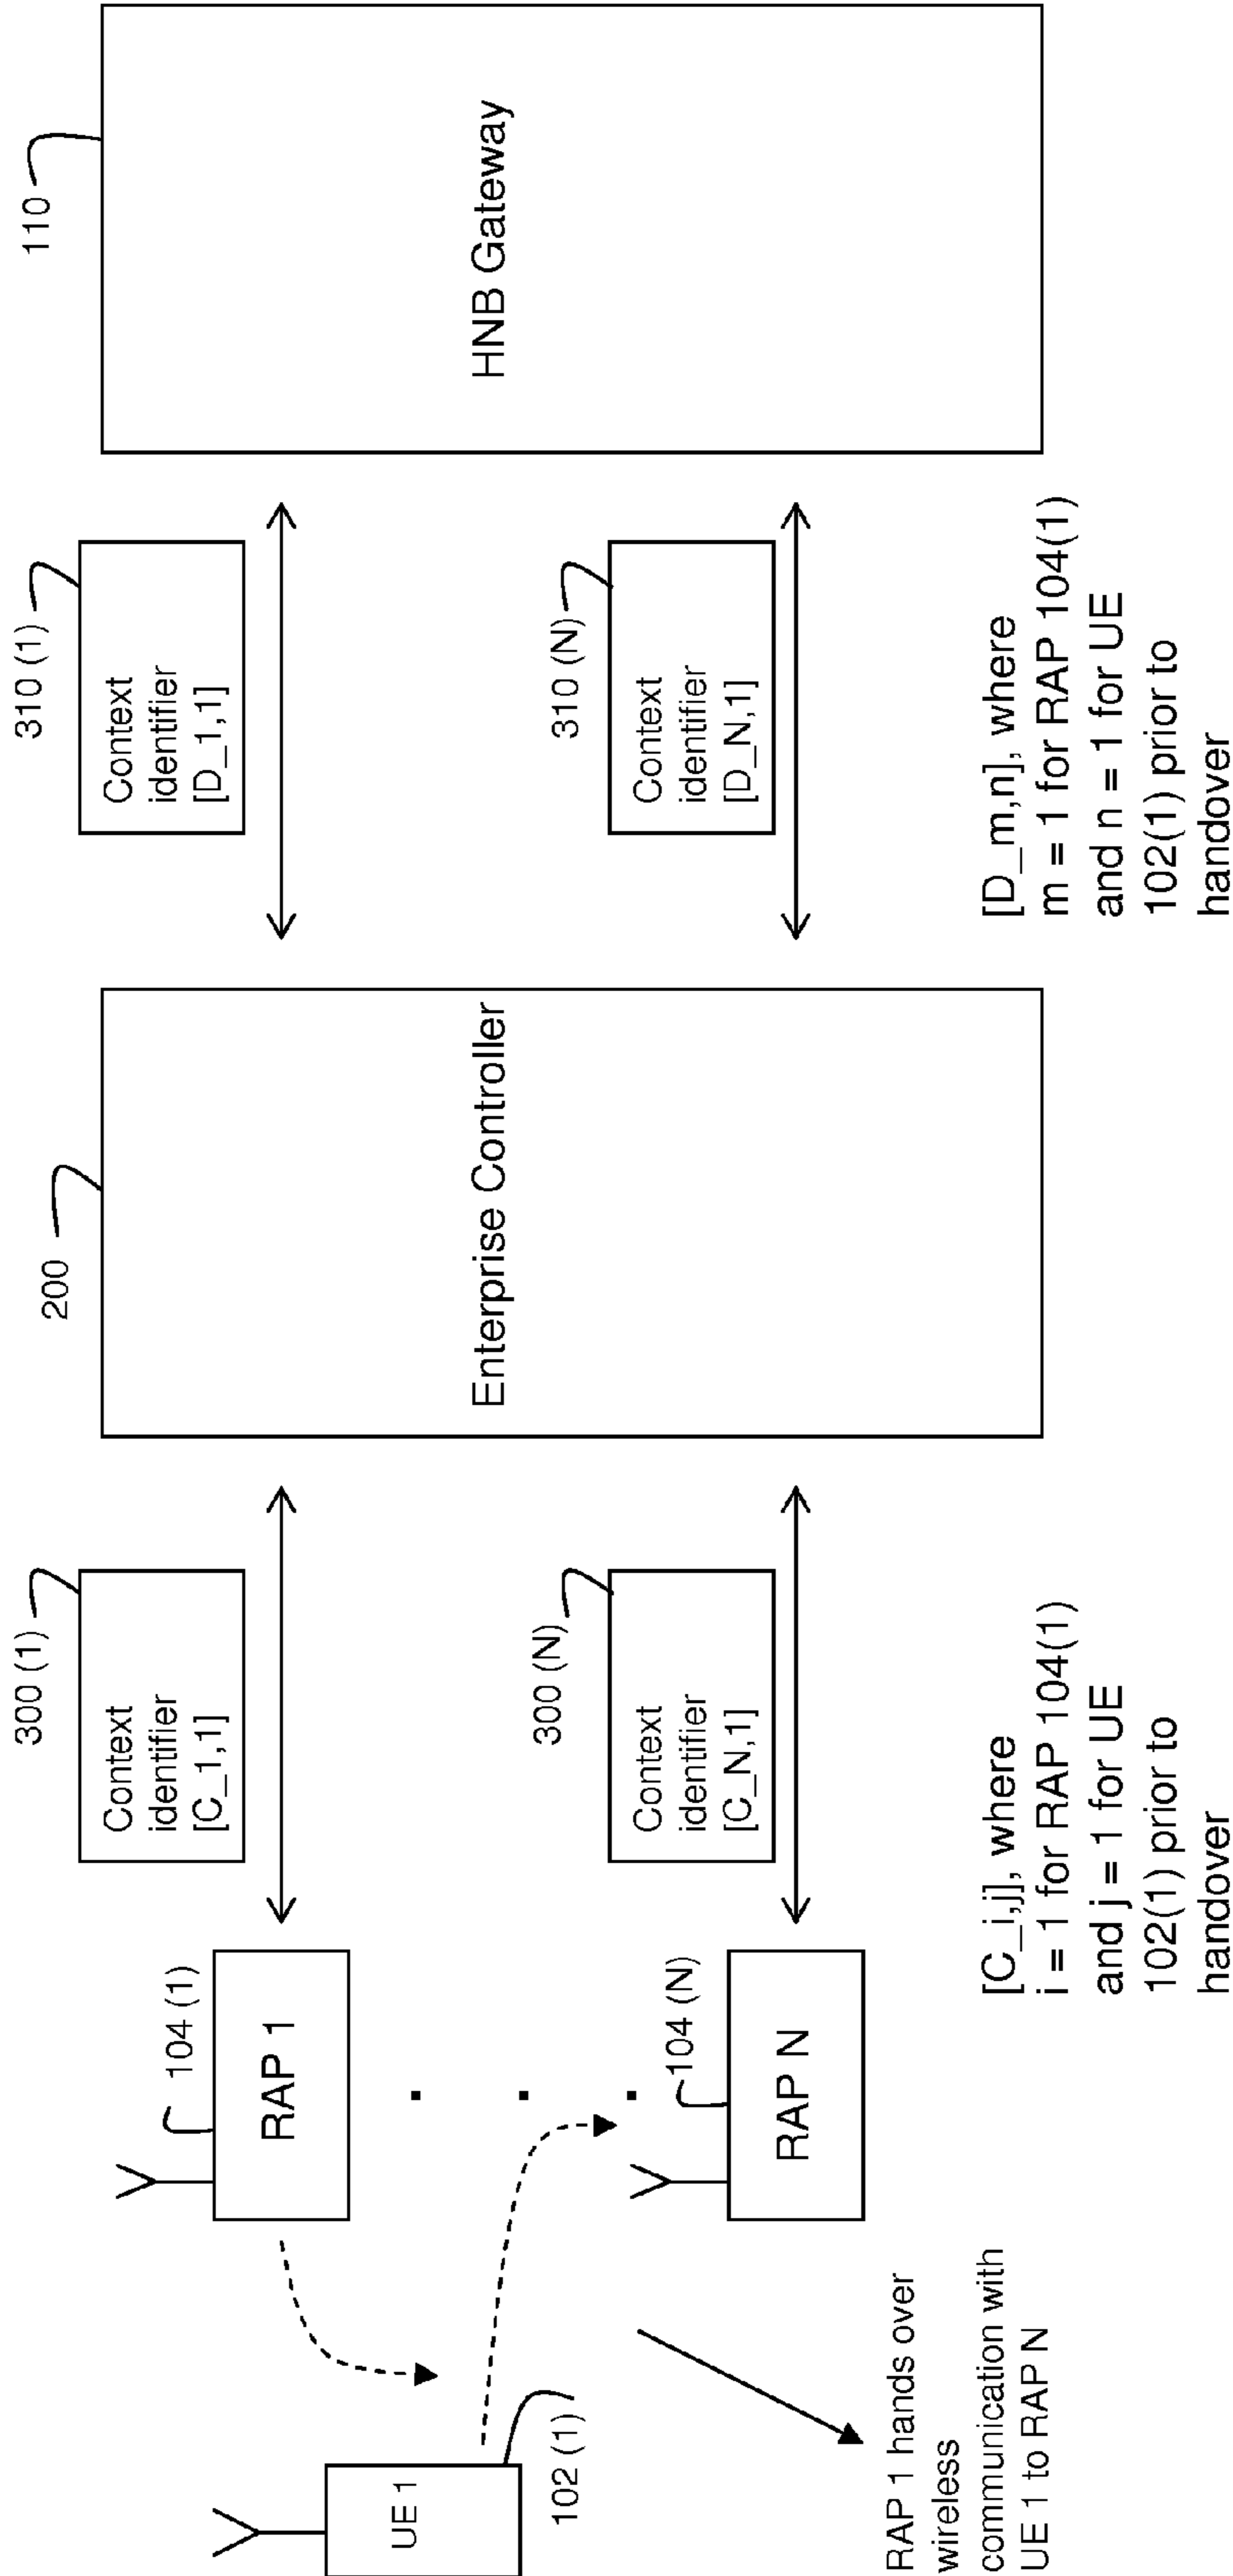 110
HNB Gateway
310 (1)
Context
identifier
[D_1,1]
310 (N)
Context
identifier
[D_N,1]
[D_m,n], where
m = 1 for RAP 104(1)
and n = 1 for UE
102(1) prior to
handover
200
Enterprise Controller
300 (1)
Context
identifier
[C_1,1]
300 (N)
Context
identifier
[C_N,1]
[C_i,j], where
i = 1 for RAP 104(1)
and j = 1 for UE
102(1) prior to
handover
104 (1)
RAP 1
104 (N)
RAP N
UE 1
102 (1)
RAP 1 hands over
wireless
communication with
UE 1 to RAP N